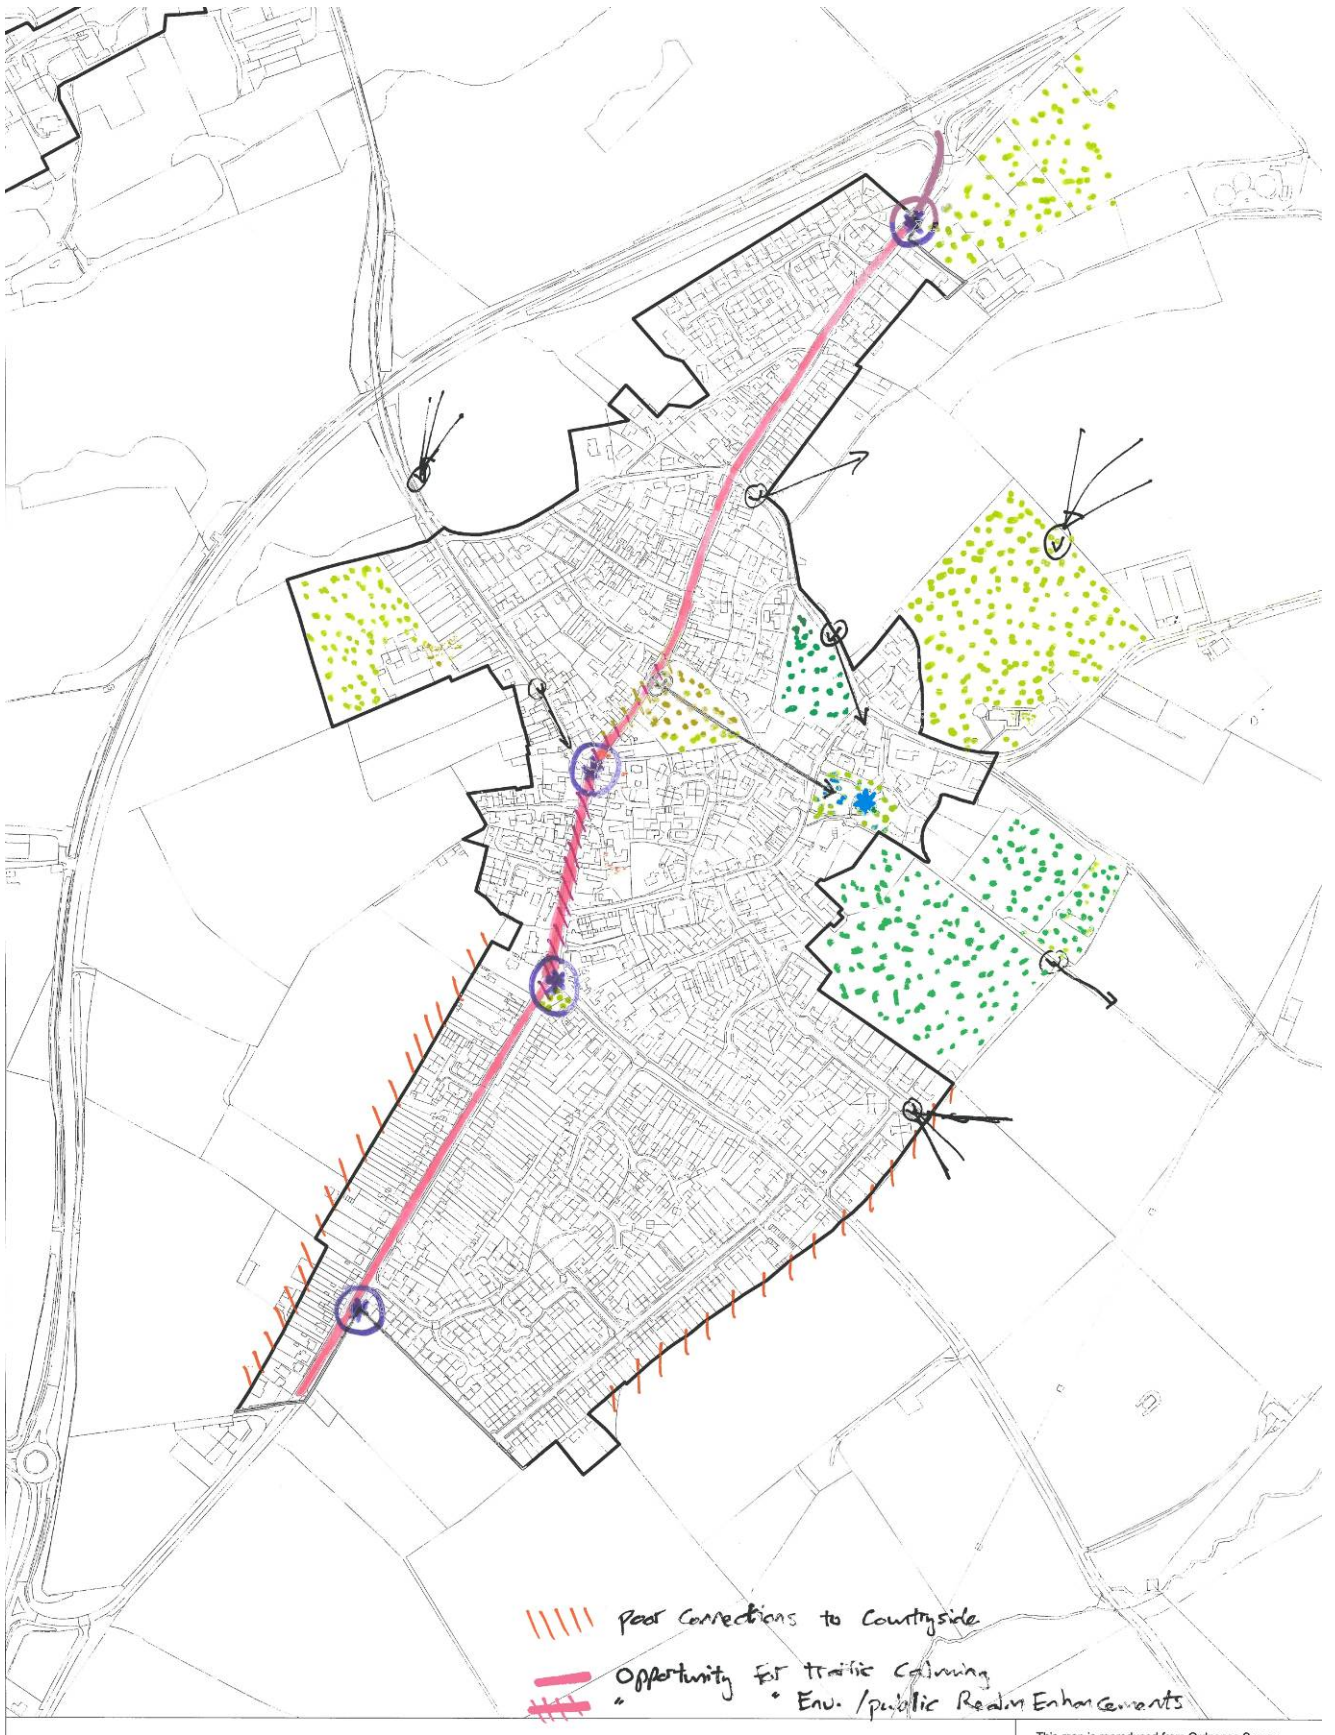 poor connections to Countryside
Opportunity for traffic Calming
" " Env. /public Realm Enhancements